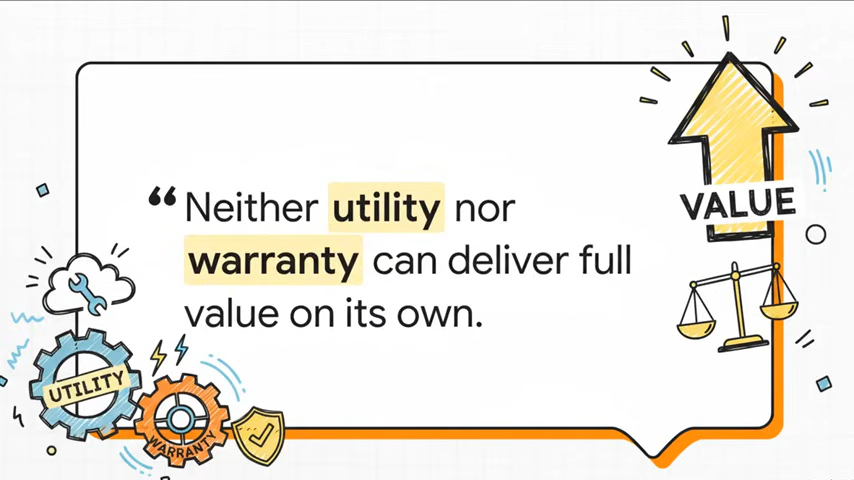 VALUE
“Neither utility nor
warranty can deliver full
value on its own.
UTILITY
WARRANTY